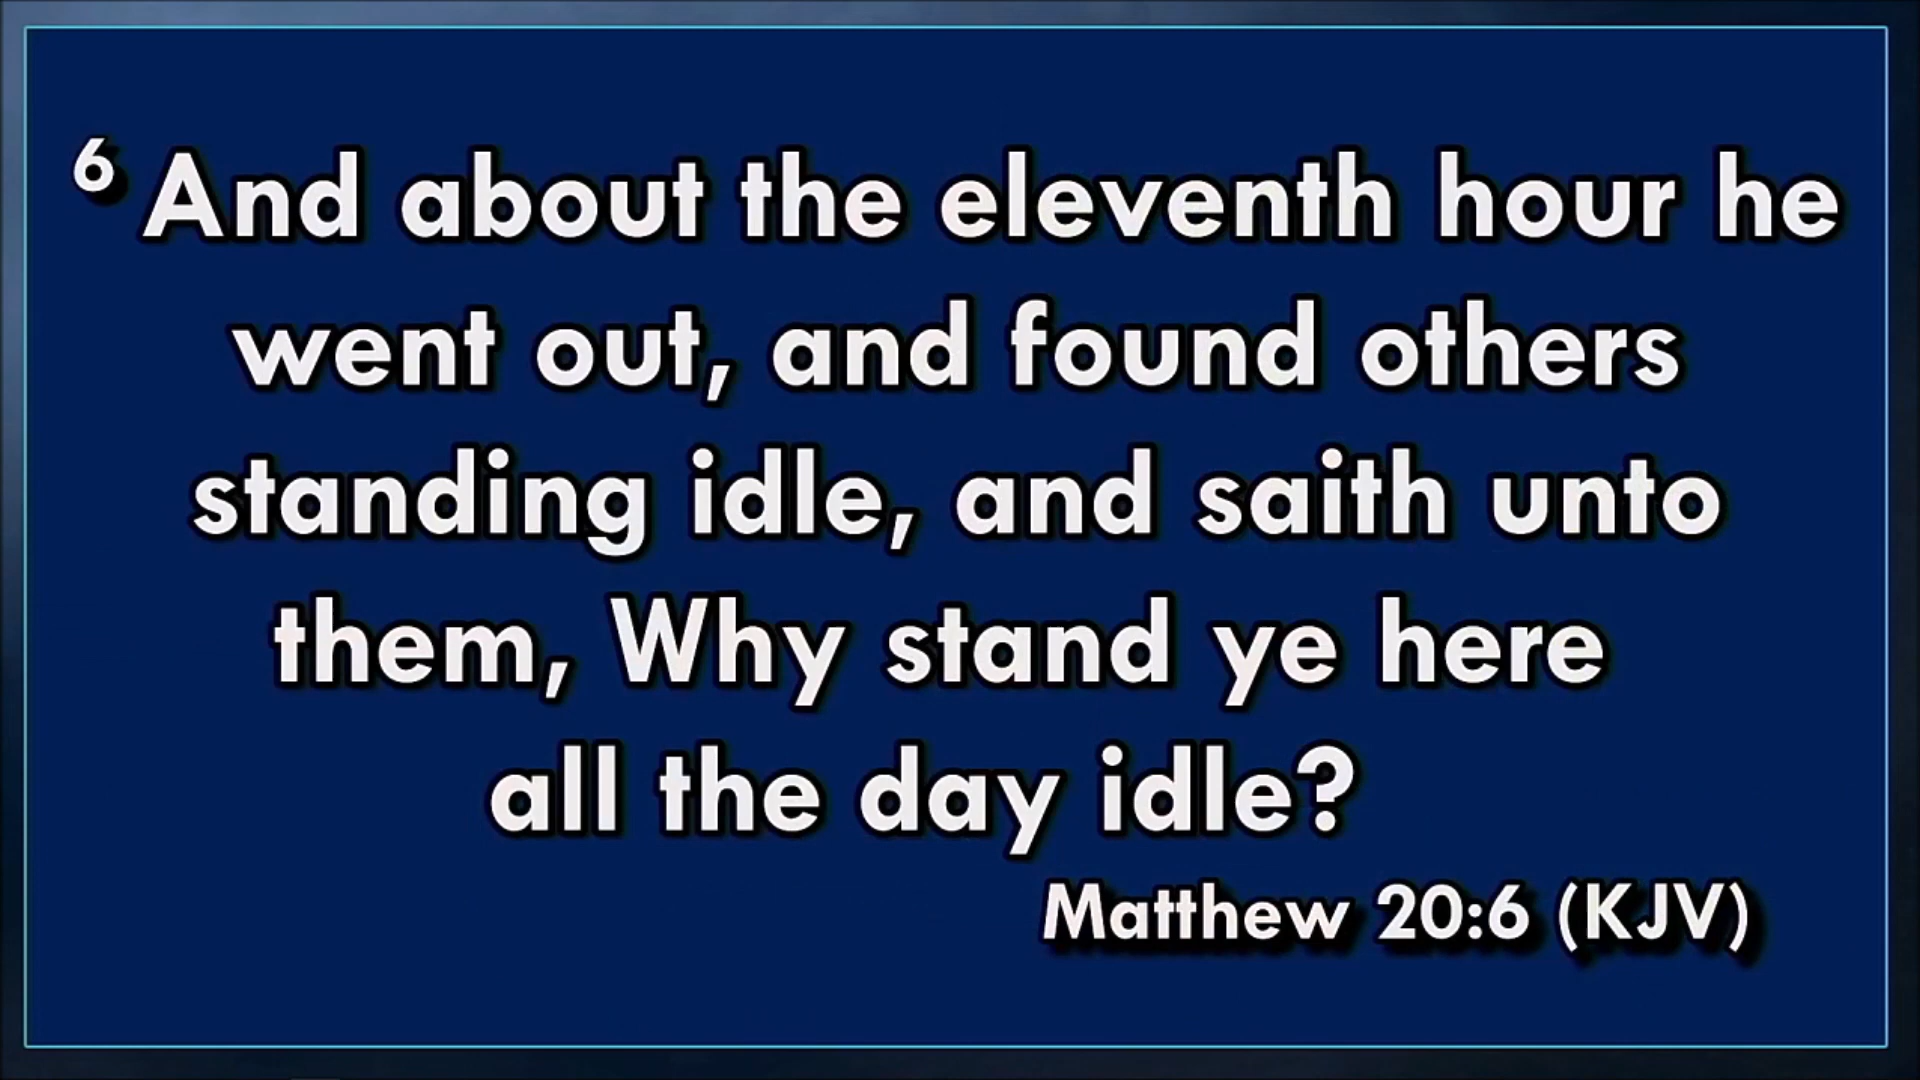 6 And about the eleventh hour he
went out, and found others
standing idle, and saith unto
them, Why stand ye here
all the day idle?
Matthew 20:6 (KJV)